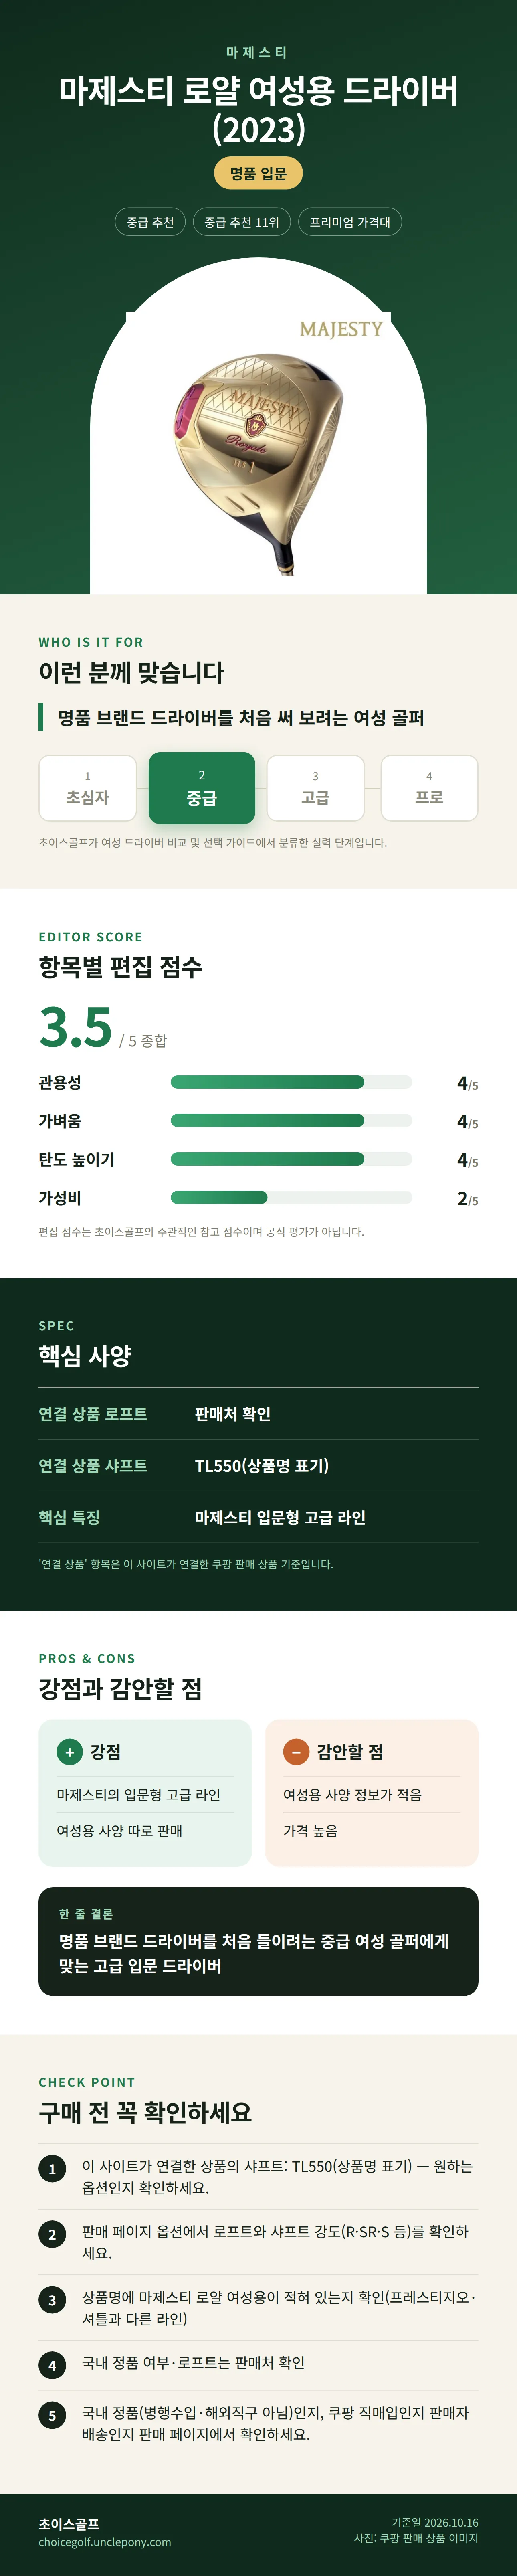 마제스티
마제스티 로얄 여성용 드라이버
(2023)
명품 입문
중급 추천
중급 추천 11위
프리미엄 가격대
MAJESTY
MAJESTY
Royale
WHO IS IT FOR
이런 분께 맞습니다
명품 브랜드 드라이버를 처음 써 보려는 여성 골퍼
1
초심자
2
중급
3
고급
4
프로
초이스골프가 여성 드라이버 비교 및 선택 가이드에서 분류한 실력 단계입니다.
EDITOR SCORE
항목별 편집 점수
3.5 / 5 종합
관용성 4/5
가벼움 4/5
탄도 높이기 4/5
가성비 2/5
편집 점수는 초이스골프의 주관적인 참고 점수이며 공식 평가가 아닙니다.
SPEC
핵심 사양
연결 상품 로프트 판매처 확인
연결 상품 샤프트 TL550(상품명 표기)
핵심 특징 마제스티 입문형 고급 라인
'연결 상품' 항목은 이 사이트가 연결한 쿠팡 판매 상품 기준입니다.
PROS & CONS
강점과 감안할 점
+ 강점
마제스티의 입문형 고급 라인
여성용 사양 따로 판매
− 감안할 점
여성용 사양 정보가 적음
가격 높음
한 줄 결론
명품 브랜드 드라이버를 처음 들이려는 중급 여성 골퍼에게
맞는 고급 입문 드라이버
CHECK POINT
구매 전 꼭 확인하세요
1 이 사이트가 연결한 상품의 샤프트: TL550(상품명 표기) — 원하는
옵션인지 확인하세요.
2 판매 페이지 옵션에서 로프트와 샤프트 강도(R·SR·S 등)를 확인하
세요.
3 상품명에 마제스티 로얄 여성용이 적혀 있는지 확인(프레스티지오·
셔틀과 다른 라인)
4 국내 정품 여부·로프트는 판매처 확인
5 국내 정품(병행수입·해외직구 아님)인지, 쿠팡 직매입인지 판매자
배송인지 판매 페이지에서 확인하세요.
초이스골프
choicegolf.unclepony.com
기준일 2026.10.16
사진: 쿠팡 판매 상품 이미지